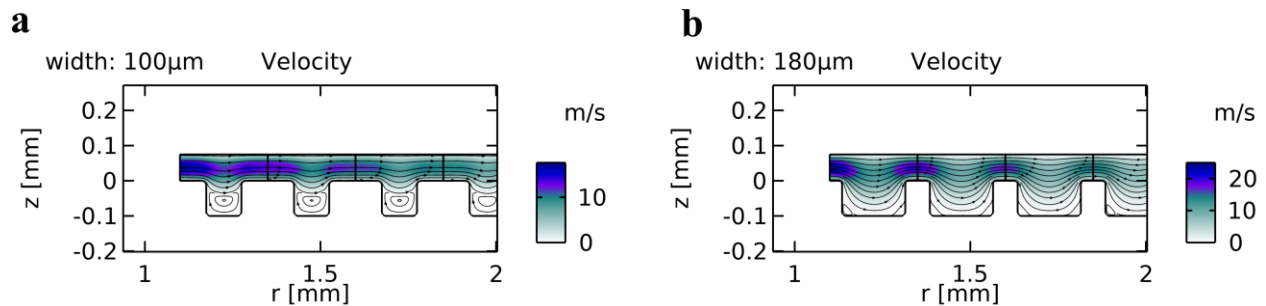 a
width: 100μm Velocity
m/s
z [mm]
0.2
0.1
0
-0.1
-0.2
10
0
1 1.5 2
r [mm]
b
width: 180μm Velocity
m/s
z [mm]
0.2
0.1
0
-0.1
-0.2
20
10
0
1 1.5 2
r [mm]